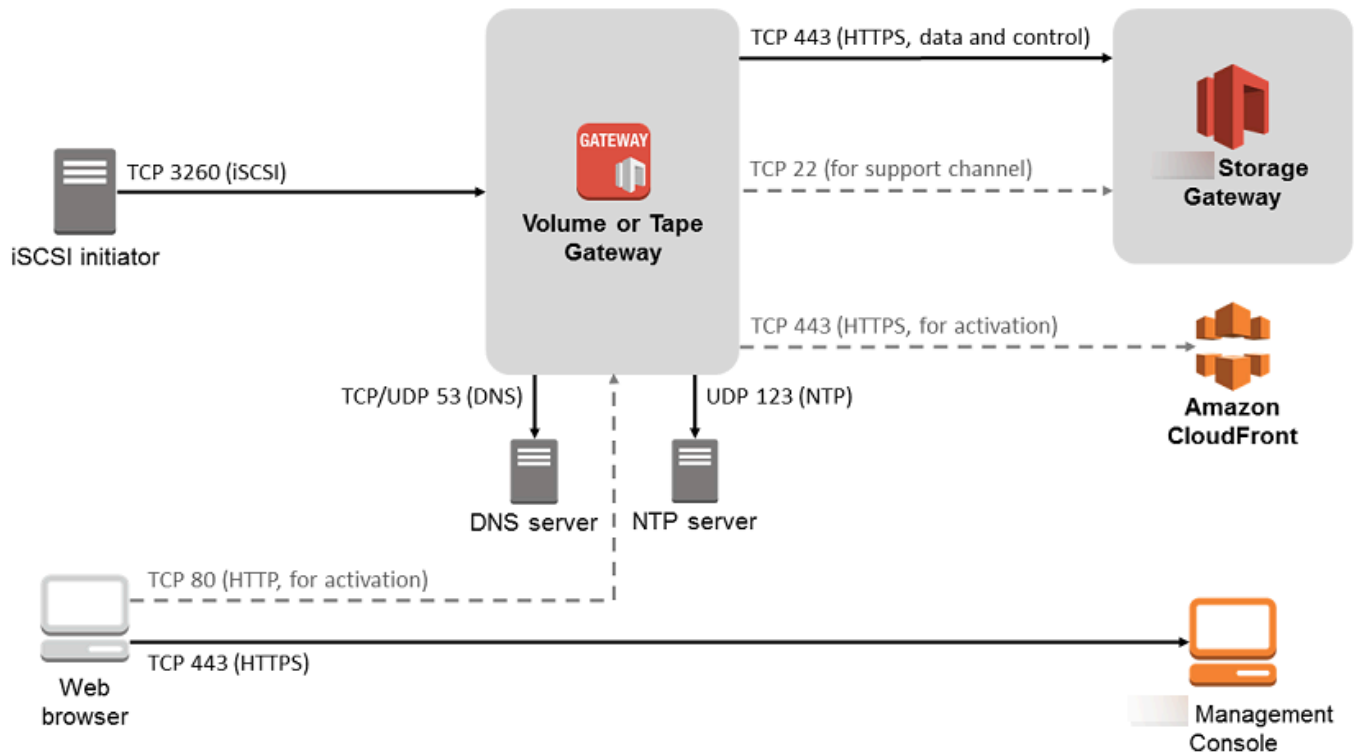 TCP 443 (HTTPS, data and control)
GATEWAY
Volume or Tape
Gateway
TCP 3260 (iSCSI)
iSCSI initiator
TCP 22 (for support channel)
Storage
Gateway
TCP 443 (HTTPS, for activation)
Amazon
CloudFront
TCP/UDP 53 (DNS)
UDP 123 (NTP)
DNS server
NTP server
TCP 80 (HTTP, for activation)
TCP 443 (HTTPS)
Web
browser
Management
Console